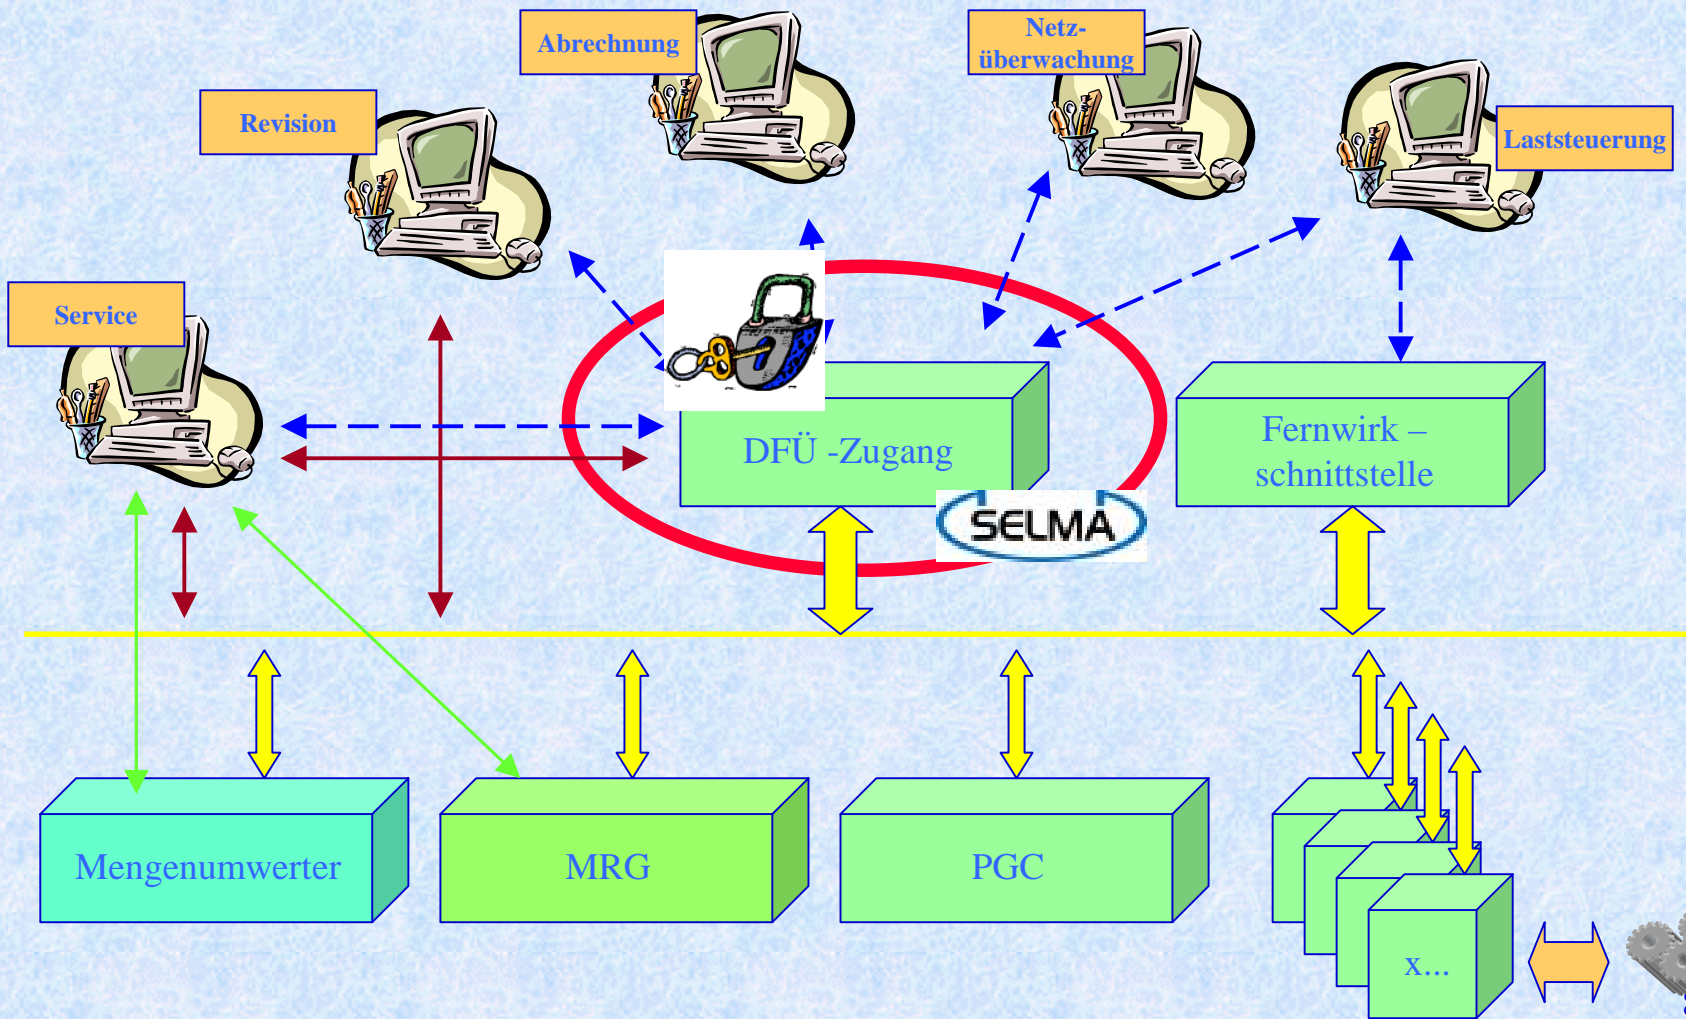 Abrechnung
Netz-
überwachung
Revision
Laststeuerung
Service
DFÜ -Zugang
Fernwirk –
schnittstelle
SELMA
Mengenumwerter
MRG
PGC
x...